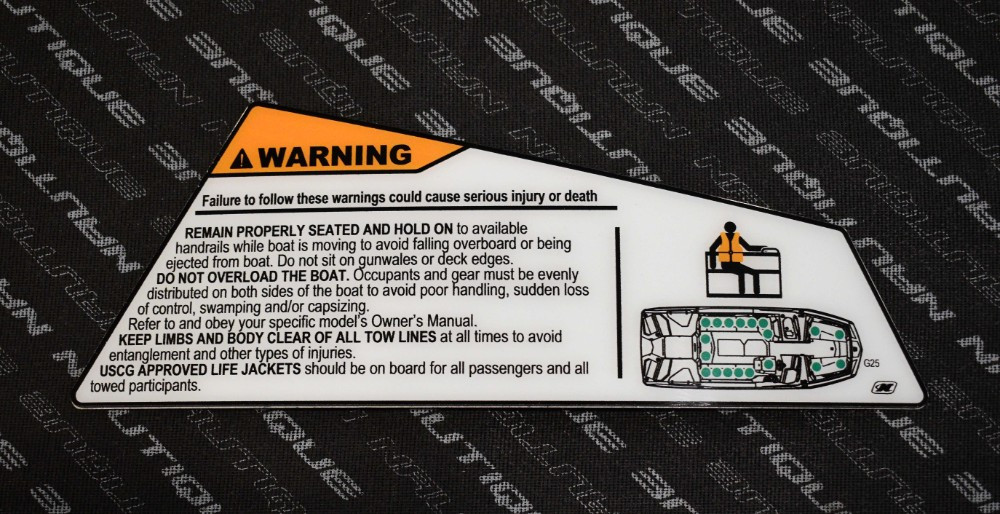 WARNING
Failure to follow these warnings could cause serious injury or death
REMAIN PROPERLY SEATED AND HOLD ON to available
handrails while boat is moving to avoid falling overboard or being
ejected from boat. Do not sit on gunwales or deck edges.
DO NOT OVERLOAD THE BOAT. Occupants and gear must be evenly
distributed on both sides of the boat to avoid poor handling, sudden loss
of control, swamping and/or capsizing.
Refer to and obey your specific model's Owner's Manual.
KEEP LIMBS AND BODY CLEAR OF ALL TOW LINES at all times to avoid
entanglement and other types of injuries.
USCG APPROVED LIFE JACKETS should be on board for all passengers and all
towed participants.
G25
NAUTIQUE